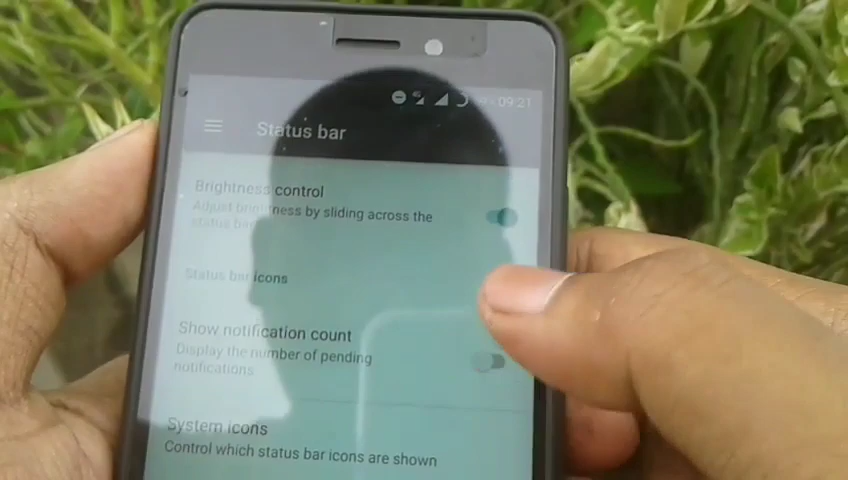 4G 09:21
Status bar
Brightness control
Adjust brightness by sliding across the
status bar
Status bar icons
Show notification count
Display the number of pending
notifications
System icons
Control which status bar icons are shown